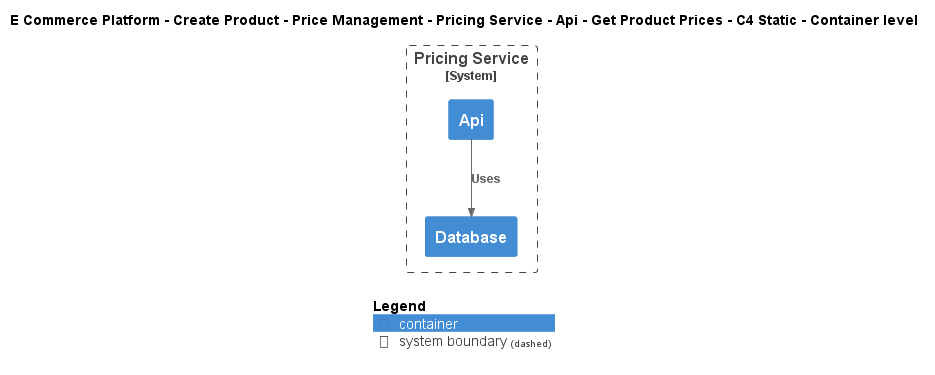 E Commerce Platform - Create Product - Price Management - Pricing Service - Api - Get Product Prices - C4 Static - Container level
Pricing Service
[System]
Api
Uses
Database
Legend
container
system boundary (dashed)